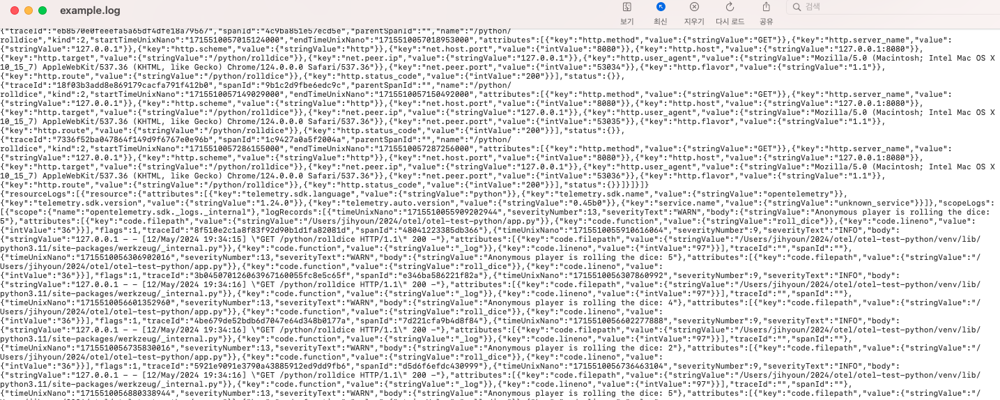 example.log
보기
최신
지우기
다시 로드
공유
검색
{"traceId":"eb8570e0feeefa5a65df4dfe18a79567","spanId":"4c9ba851e57ecd5e","parentSpanId":"","name":"/python/
rolldice","kind":2,"startTimeUnixNano":"1715510057015124000","endTimeUnixNano":"1715510057018953000","attributes":[{"key":"http.method","value":{"stringValue":"GET"}},{"key":"http.server_name","value":
{"stringValue":"127.0.0.1"}},{"key":"http.scheme","value":{"stringValue":"http"}},{"key":"net.host.port","value":{"intValue":"8080"}},{"key":"http.host","value":{"stringValue":"127.0.0.1:8080"}},
{"key":"http.target","value":{"stringValue":"/python/rolldice"}},{"key":"net.peer.ip","value":{"stringValue":"127.0.0.1"}},{"key":"http.user_agent","value":{"stringValue":"Mozilla/5.0 (Macintosh; Intel Mac OS X
10_15_7) AppleWebKit/537.36 (KHTML, like Gecko) Chrome/124.0.0.0 Safari/537.36"}},{"key":"net.peer.port","value":{"intValue":"53034"}},{"key":"http.flavor","value":{"stringValue":"1.1"}},
{"key":"http.route","value":{"stringValue":"/python/rolldice"}},{"key":"http.status_code","value":{"intValue":"200"}}],"status":{}},
{"traceId":"18f03b3add8e869179cacfa791f412b0","spanId":"9b1c2d9fbe6edc9c","parentSpanId":"","name":"/python/
rolldice","kind":2,"startTimeUnixNano":"1715510057149029000","endTimeUnixNano":"1715510057150492000","attributes":[{"key":"http.method","value":{"stringValue":"GET"}},{"key":"http.server_name","value":
{"stringValue":"127.0.0.1"}},{"key":"http.scheme","value":{"stringValue":"http"}},{"key":"net.host.port","value":{"intValue":"8080"}},{"key":"http.host","value":{"stringValue":"127.0.0.1:8080"}},
{"key":"http.target","value":{"stringValue":"/python/rolldice"}},{"key":"net.peer.ip","value":{"stringValue":"127.0.0.1"}},{"key":"http.user_agent","value":{"stringValue":"Mozilla/5.0 (Macintosh; Intel Mac OS X
10_15_7) AppleWebKit/537.36 (KHTML, like Gecko) Chrome/124.0.0.0 Safari/537.36"}},{"key":"net.peer.port","value":{"intValue":"53035"}},{"key":"http.flavor","value":{"stringValue":"1.1"}},
{"key":"http.route","value":{"stringValue":"/python/rolldice"}},{"key":"http.status_code","value":{"intValue":"200"}}],"status":{}},
{"traceId":"7336f52ba047864f149d9f6767e0e96b","spanId":"1c9427a0a5f2004a","parentSpanId":"","name":"/python/
rolldice","kind":2,"startTimeUnixNano":"1715510057286155000","endTimeUnixNano":"1715510057287256000","attributes":[{"key":"http.method","value":{"stringValue":"GET"}},{"key":"http.server_name","value":
{"stringValue":"127.0.0.1"}},{"key":"http.scheme","value":{"stringValue":"http"}},{"key":"net.host.port","value":{"intValue":"8080"}},{"key":"http.host","value":{"stringValue":"127.0.0.1:8080"}},
{"key":"http.target","value":{"stringValue":"/python/rolldice"}},{"key":"net.peer.ip","value":{"stringValue":"127.0.0.1"}},{"key":"http.user_agent","value":{"stringValue":"Mozilla/5.0 (Macintosh; Intel Mac OS X
10_15_7) AppleWebKit/537.36 (KHTML, like Gecko) Chrome/124.0.0.0 Safari/537.36"}},{"key":"net.peer.port","value":{"intValue":"53036"}},{"key":"http.flavor","value":{"stringValue":"1.1"}},
{"key":"http.route","value":{"stringValue":"/python/rolldice"}},{"key":"http.status_code","value":{"intValue":"200"}}],"status":{}}]}]}]}
{"resourceLogs":[{"resource":{"attributes":[{"key":"telemetry.sdk.language","value":{"stringValue":"python"}},{"key":"telemetry.sdk.name","value":{"stringValue":"opentelemetry"}},
{"key":"telemetry.sdk.version","value":{"stringValue":"1.24.0"}},{"key":"telemetry.auto.version","value":{"stringValue":"0.45b0"}},{"key":"service.name","value":{"stringValue":"unknown_service"}}]},"scopeLogs":
[{"scope":{"name":"opentelemetry.sdk._logs._internal"},"logRecords":[{"timeUnixNano":"1715510055909202944","severityNumber":13,"severityText":"WARN","body":{"stringValue":"Anonymous player is rolling the dice:
5"},"attributes":[{"key":"code.filepath","value":{"stringValue":"/Users/jihyoun/2024/otel/otel-test-python/app.py"}},{"key":"code.function","value":{"stringValue":"roll_dice"}},{"key":"code.lineno","value":
{"intValue":"36"}}],"flags":1,"traceId":"8f510e2c1a8f83f92d90b1d1fa82081d","spanId":"48041223385db366"},{"timeUnixNano":"1715510055910616064","severityNumber":9,"severityText":"INFO","body":
{"stringValue":"127.0.0.1 - - [12/May/2024 19:34:15] \"GET /python/rolldice HTTP/1.1\" 200 -"},"attributes":[{"key":"code.filepath","value":{"stringValue":"/Users/jihyoun/2024/otel/otel-test-python/venv/lib/
python3.11/site-packages/werkzeug/_internal.py"}},{"key":"code.function","value":{"stringValue":"_log"}},{"key":"code.lineno","value":{"intValue":"97"}}],"traceId":"","spanId":""},
{"timeUnixNano":"1715510056306902016","severityNumber":13,"severityText":"WARN","body":{"stringValue":"Anonymous player is rolling the dice: 5"},"attributes":[{"key":"code.filepath","value":{"stringValue":"/
Users/jihyoun/2024/otel/otel-test-python/app.py"}},{"key":"code.function","value":{"stringValue":"roll_dice"}},{"key":"code.lineno","value":
{"intValue":"36"}}],"flags":1,"traceId":"3b045070126063967160055fc8e5c65f","spanId":"e346ba586221f82a"},{"timeUnixNano":"1715510056307860992","severityNumber":9,"severityText":"INFO","body":
{"stringValue":"127.0.0.1 - - [12/May/2024 19:34:16] \"GET /python/rolldice HTTP/1.1\" 200 -"},"attributes":[{"key":"code.filepath","value":{"stringValue":"/Users/jihyoun/2024/otel/otel-test-python/venv/lib/
python3.11/site-packages/werkzeug/_internal.py"}},{"key":"code.function","value":{"stringValue":"_log"}},{"key":"code.lineno","value":{"intValue":"97"}}],"traceId":"","spanId":""},
{"timeUnixNano":"1715510056601352960","severityNumber":13,"severityText":"WARN","body":{"stringValue":"Anonymous player is rolling the dice: 4"},"attributes":[{"key":"code.filepath","value":{"stringValue":"/
Users/jihyoun/2024/otel/otel-test-python/app.py"}},{"key":"code.function","value":{"stringValue":"roll_dice"}},{"key":"code.lineno","value":
{"intValue":"36"}}],"flags":1,"traceId":"4be679de52bdb6d7047e64d348b0177a","spanId":"7d221cfa9b4d8f84"},{"timeUnixNano":"1715510056602277888","severityNumber":9,"severityText":"INFO","body":
{"stringValue":"127.0.0.1 - - [12/May/2024 19:34:16] \"GET /python/rolldice HTTP/1.1\" 200 -"},"attributes":[{"key":"code.filepath","value":{"stringValue":"/Users/jihyoun/2024/otel/otel-test-python/venv/lib/
python3.11/site-packages/werkzeug/_internal.py"}},{"key":"code.function","value":{"stringValue":"_log"}},{"key":"code.lineno","value":{"intValue":"97"}}],"traceId":"","spanId":""},
{"timeUnixNano":"1715510056735830016","severityNumber":13,"severityText":"WARN","body":{"stringValue":"Anonymous player is rolling the dice: 2"},"attributes":[{"key":"code.filepath","value":{"stringValue":"/
Users/jihyoun/2024/otel/otel-test-python/app.py"}},{"key":"code.function","value":{"stringValue":"roll_dice"}},{"key":"code.lineno","value":
{"intValue":"36"}}],"flags":1,"traceId":"5921e9091e3790a43885912ed9dd9fb6","spanId":"d5d6f6efdc430999"},{"timeUnixNano":"1715510056736463104","severityNumber":9,"severityText":"INFO","body":
{"stringValue":"127.0.0.1 - - [12/May/2024 19:34:16] \"GET /python/rolldice HTTP/1.1\" 200 -"},"attributes":[{"key":"code.filepath","value":{"stringValue":"/Users/jihyoun/2024/otel/otel-test-python/venv/lib/
python3.11/site-packages/werkzeug/_internal.py"}},{"key":"code.function","value":{"stringValue":"_log"}},{"key":"code.lineno","value":{"intValue":"97"}}],"traceId":"","spanId":""},
{"timeUnixNano":"1715510056880338944","severityNumber":13,"severityText":"WARN","body":{"stringValue":"Anonymous player is rolling the dice: 5"},"attributes":[{"key":"code.filepath","value":{"stringValue":"/